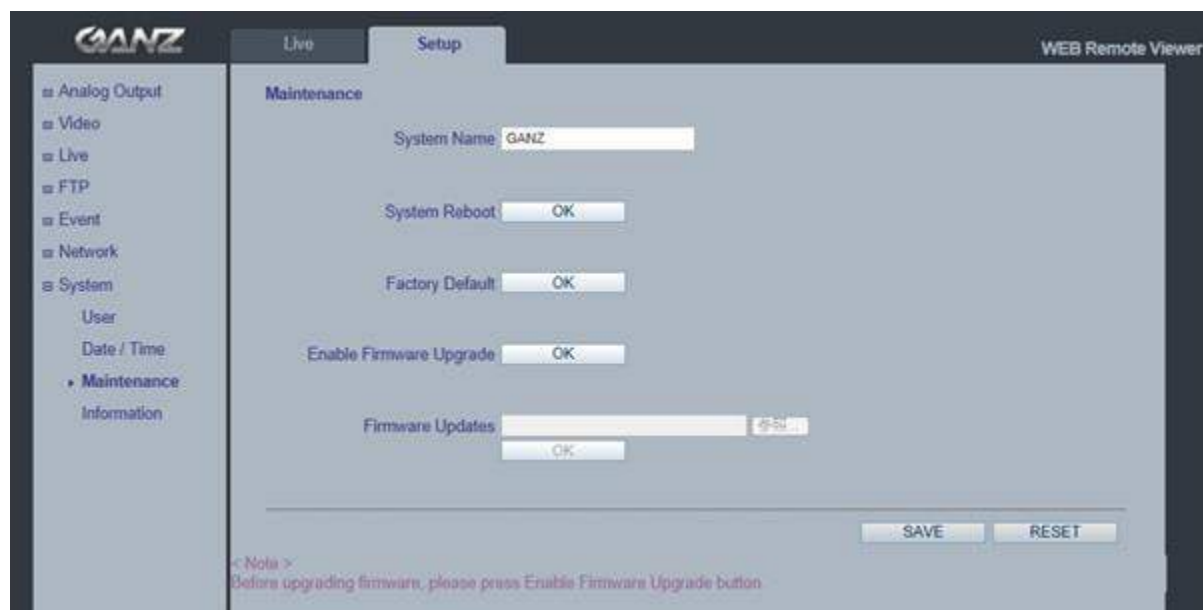 GANZ
Live
Setup
WEB Remote Viewer
Analog Output
Video
Live
FTP
Event
Network
System
User
Date / Time
Maintenance
Information
Maintenance
System Name GANZ
System Reboot OK
Factory Default OK
Enable Firmware Upgrade OK
Firmware Updates 参照...
OK
SAVE RESET
< Note >
Before upgrading firmware, please press Enable Firmware Upgrade button